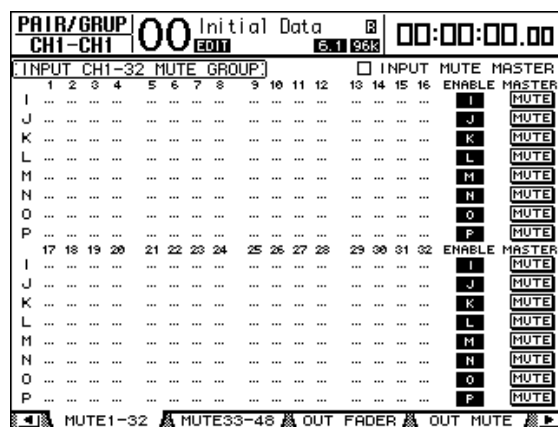 PAIR/GRUP 00 Initial Data R 00:00:00.00
CH1-CH1 EDIT 6.1 96K
INPUT CH1-32 MUTE GROUP INPUT MUTE MASTER
1 2 3 4 5 6 7 8 9 10 11 12 13 14 15 16 ENABLE MASTER
I I MUTE
J J MUTE
K K MUTE
L L MUTE
M M MUTE
N N MUTE
O O MUTE
P P MUTE
17 18 19 20 21 22 23 24 25 26 27 28 29 30 31 32 ENABLE MASTER
I I MUTE
J J MUTE
K K MUTE
L L MUTE
M M MUTE
N N MUTE
O O MUTE
P P MUTE
MUTE1-32 MUTE33-48 OUT FADER OUT MUTE